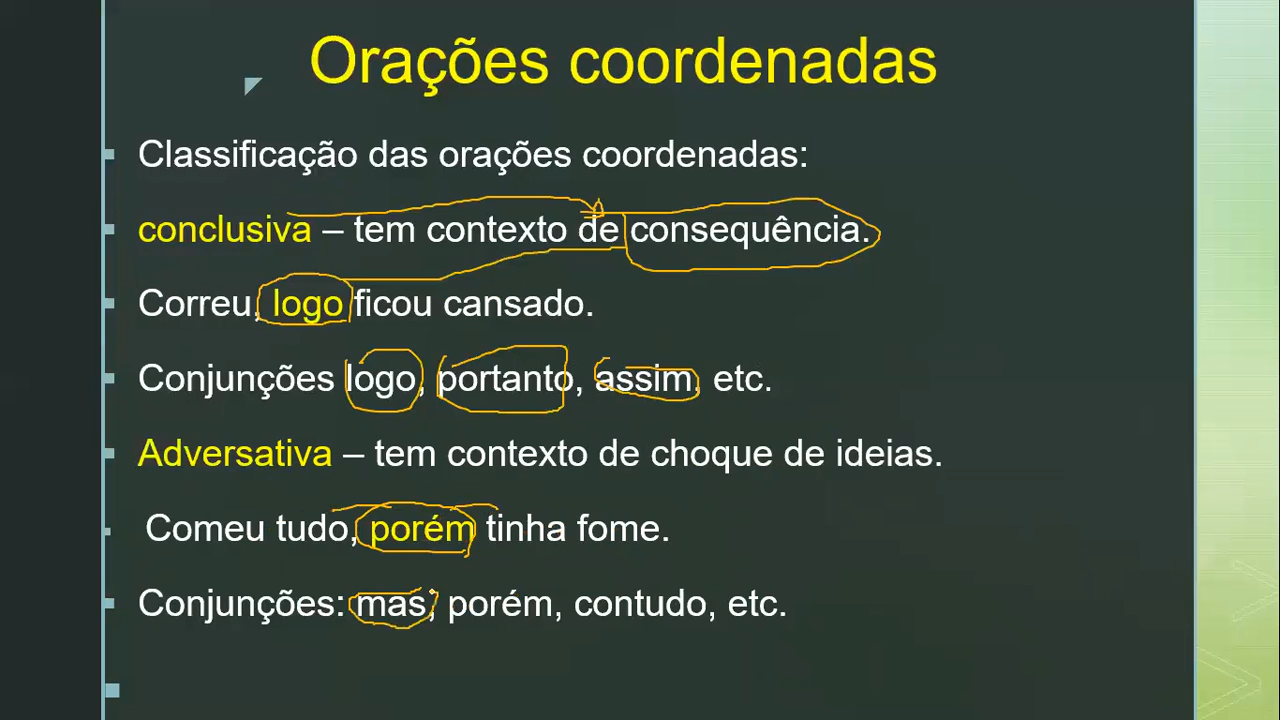 Orações coordenadas
Classificação das orações coordenadas:
conclusiva – tem contexto de consequência.
Correu, logo ficou cansado.
Conjunções logo, portanto, assim, etc.
Adversativa – tem contexto de choque de ideias.
Comeu tudo, porém tinha fome.
Conjunções: mas, porém, contudo, etc.